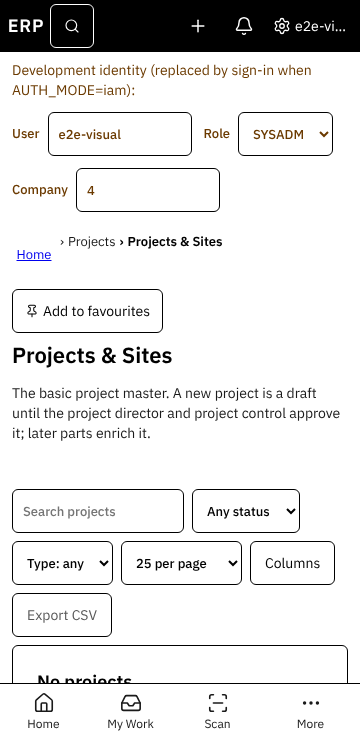 ERP
e2e-vi...
Development identity (replaced by sign-in when
AUTH_MODE=iam):
User e2e-visual Role SYSADM
Company 4
Home › Projects › Projects & Sites
Add to favourites
Projects & Sites
The basic project master. A new project is a draft
until the project director and project control approve
it; later parts enrich it.
Search projects Any status
Type: any 25 per page Columns
Export CSV
No projects
Home My Work Scan More